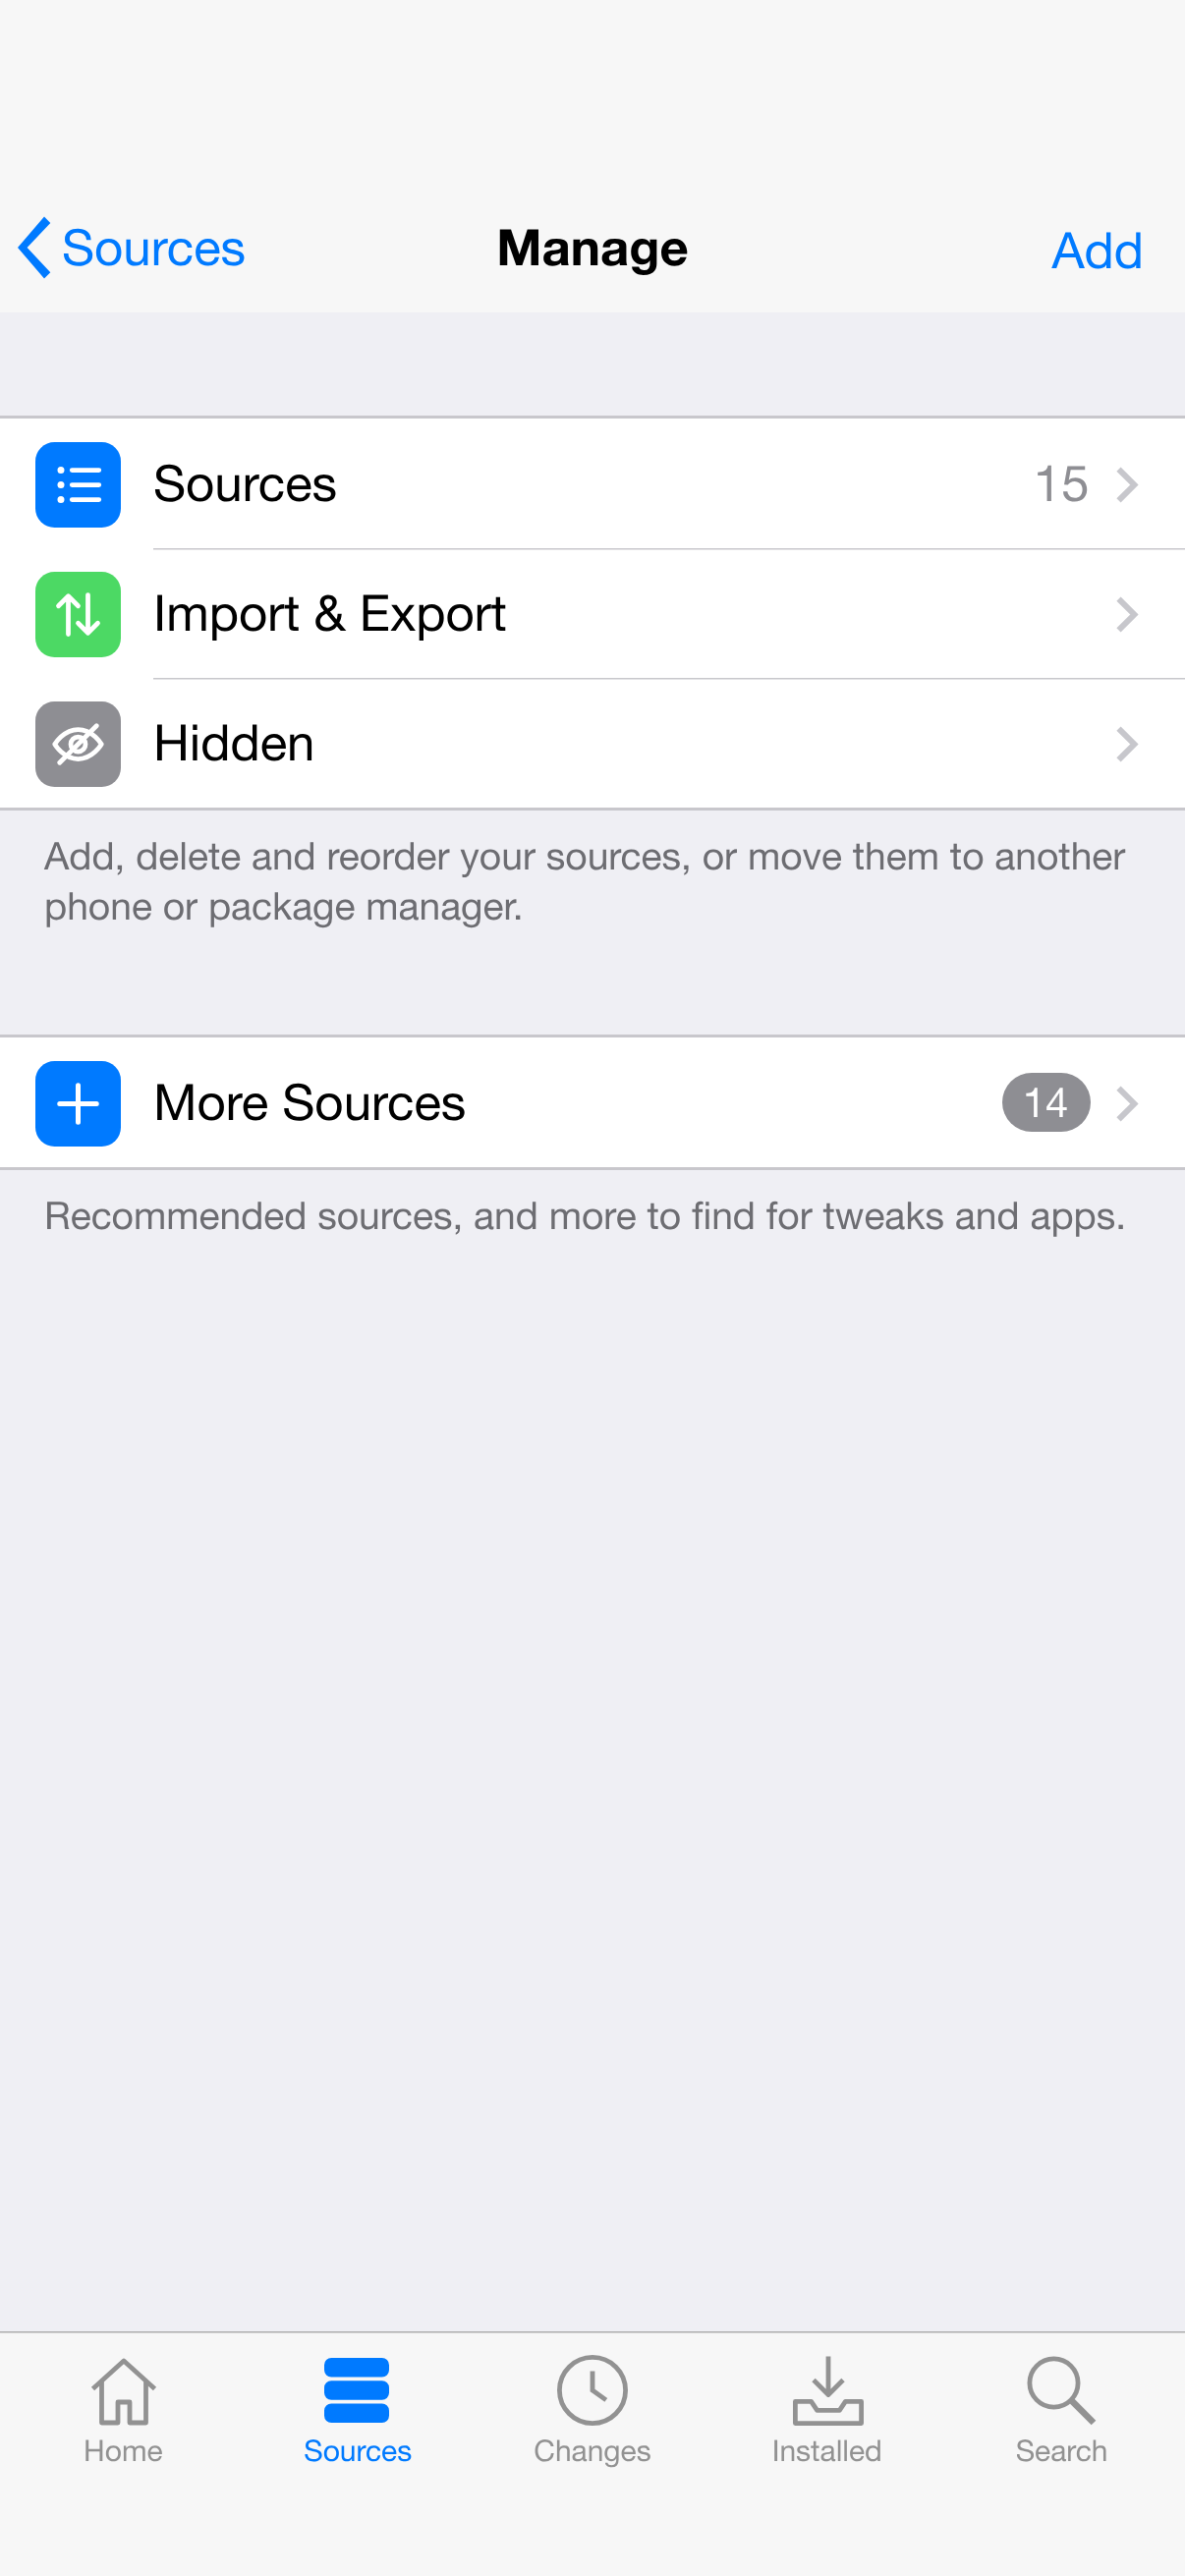 Sources
Manage
Add
Sources
15
Import & Export
Hidden
Add, delete and reorder your sources, or move them to another
phone or package manager.
More Sources
14
Recommended sources, and more to find for tweaks and apps.
Home
Sources
Changes
Installed
Search